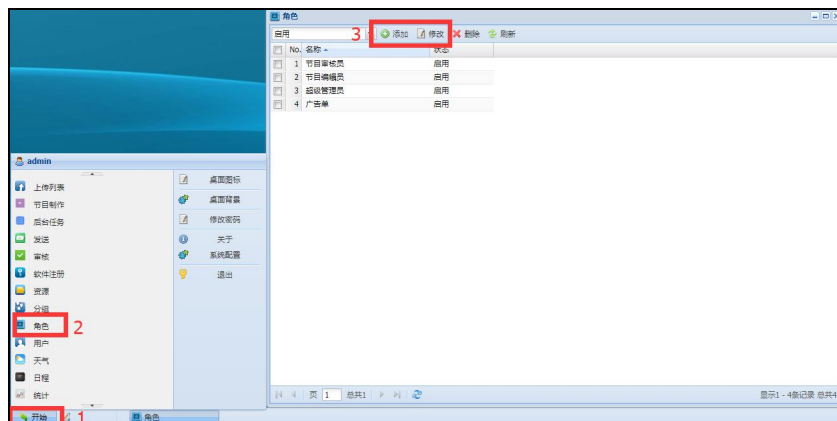 角色
启用
3
添加
修改
删除
刷新
No. 名称 状态
1 节目审核员 启用
2 节目编辑员 启用
3 超级管理员 启用
4 广告单 启用
admin
上传列表
节目制作
后台任务
发送
审核
软件注册
资源
分组
角色
2
用户
天气
日程
统计
桌面图标
桌面背景
修改密码
关于
系统配置
退出
页 1 总共1
显示1 - 4条记录 总共4
开始
1
角色